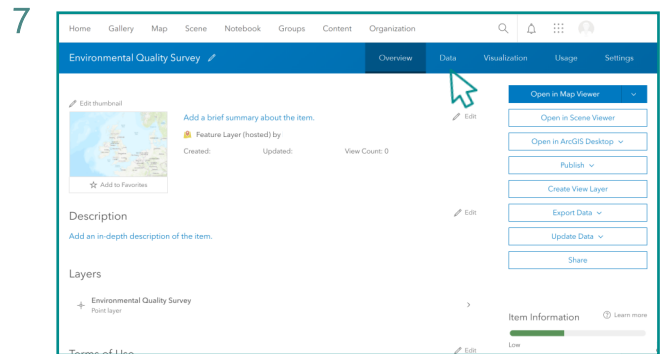 7
Home Gallery Map Scene Notebook Groups Content Organization
Environmental Quality Survey Overview Data Visualization Usage Settings
Edit thumbnail
Add a brief summary about the item. Edit
Feature Layer (hosted) by
Created: Updated: View Count: 0
Add to Favorites
Description Edit
Add an in-depth description of the item.
Layers
Environmental Quality Survey
Point layer
Terms of Use Edit
Open in Map Viewer
Open in Scene Viewer
Open in ArcGIS Desktop
Publish
Create View Layer
Export Data
Update Data
Share
Item Information Learn more
Low